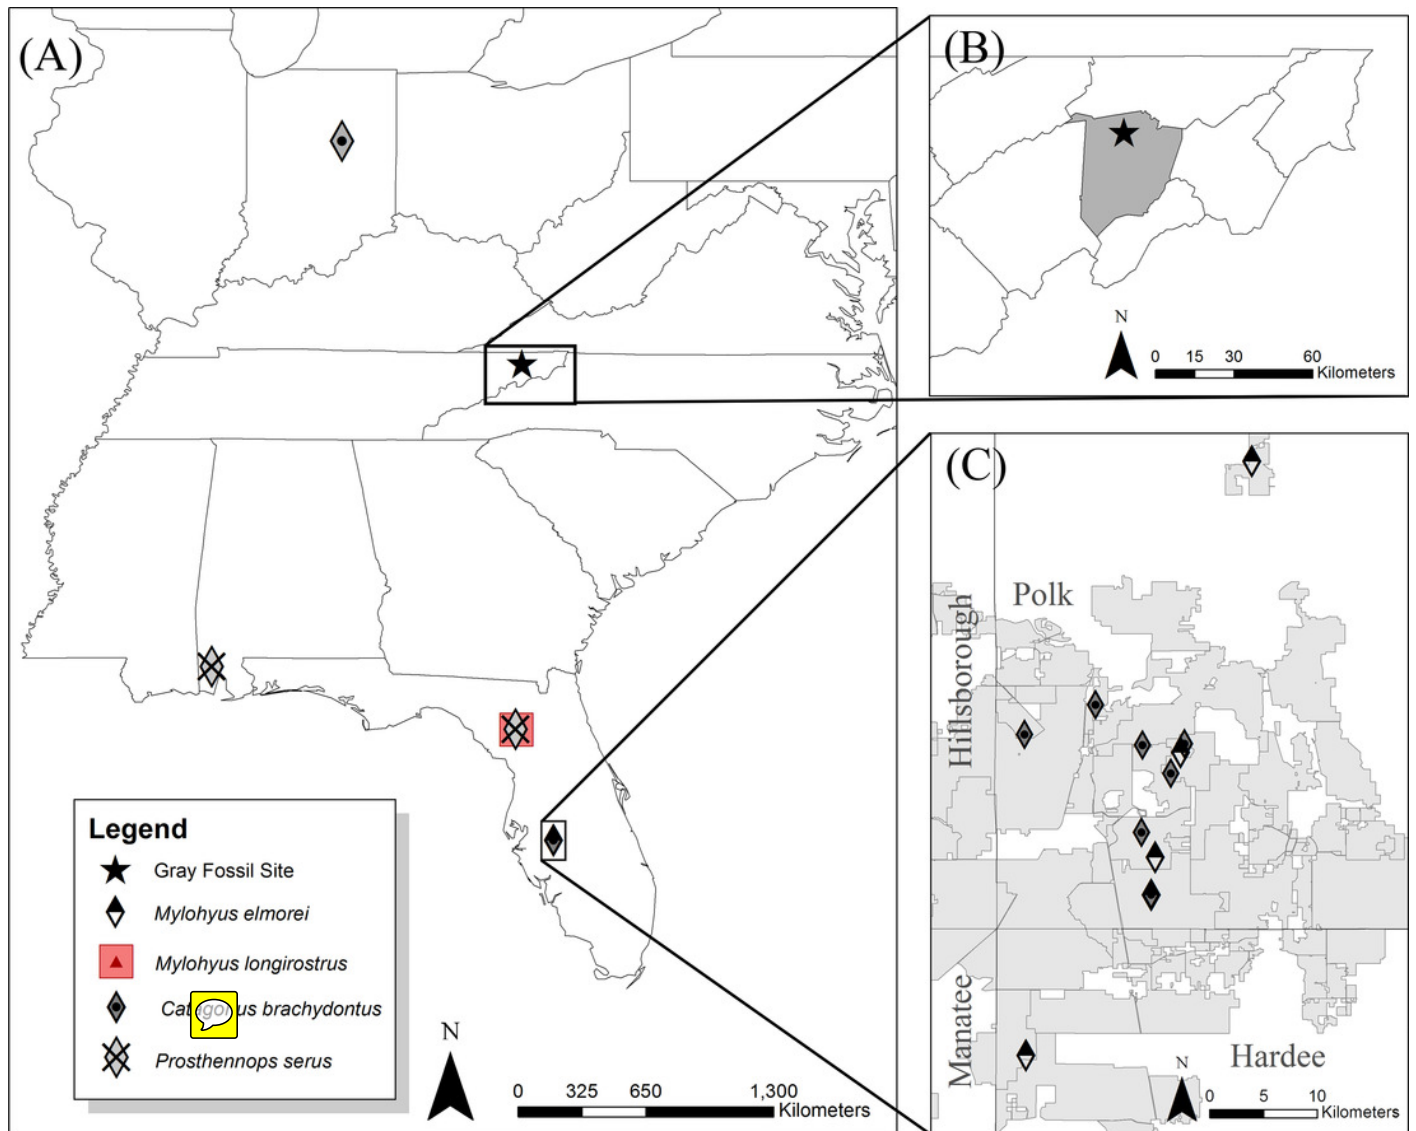 (A)
(B)
N
0 15 30 60
Kilometers
(C)
Polk
Hillsborough
Manatee
Hardee
N
0 5 10
Kilometers
Legend
Gray Fossil Site
Mylohyus elmorei
Mylohyus longirostrus
brachydontus
Prosthennops serus
N
0 325 650 1,300
Kilometers